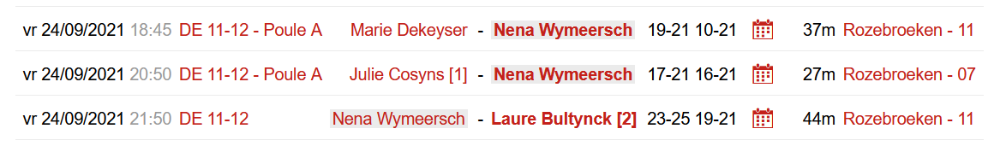 vr 24/09/2021 18:45 DE 11-12 - Poule A Marie Dekeyser - Nena Wymeersch 19-21 10-21 37m Rozebroeken - 11
vr 24/09/2021 20:50 DE 11-12 - Poule A Julie Cosyns [1] - Nena Wymeersch 17-21 16-21 27m Rozebroeken - 07
vr 24/09/2021 21:50 DE 11-12 Nena Wymeersch - Laure Bultynck [2] 23-25 19-21 44m Rozebroeken - 11